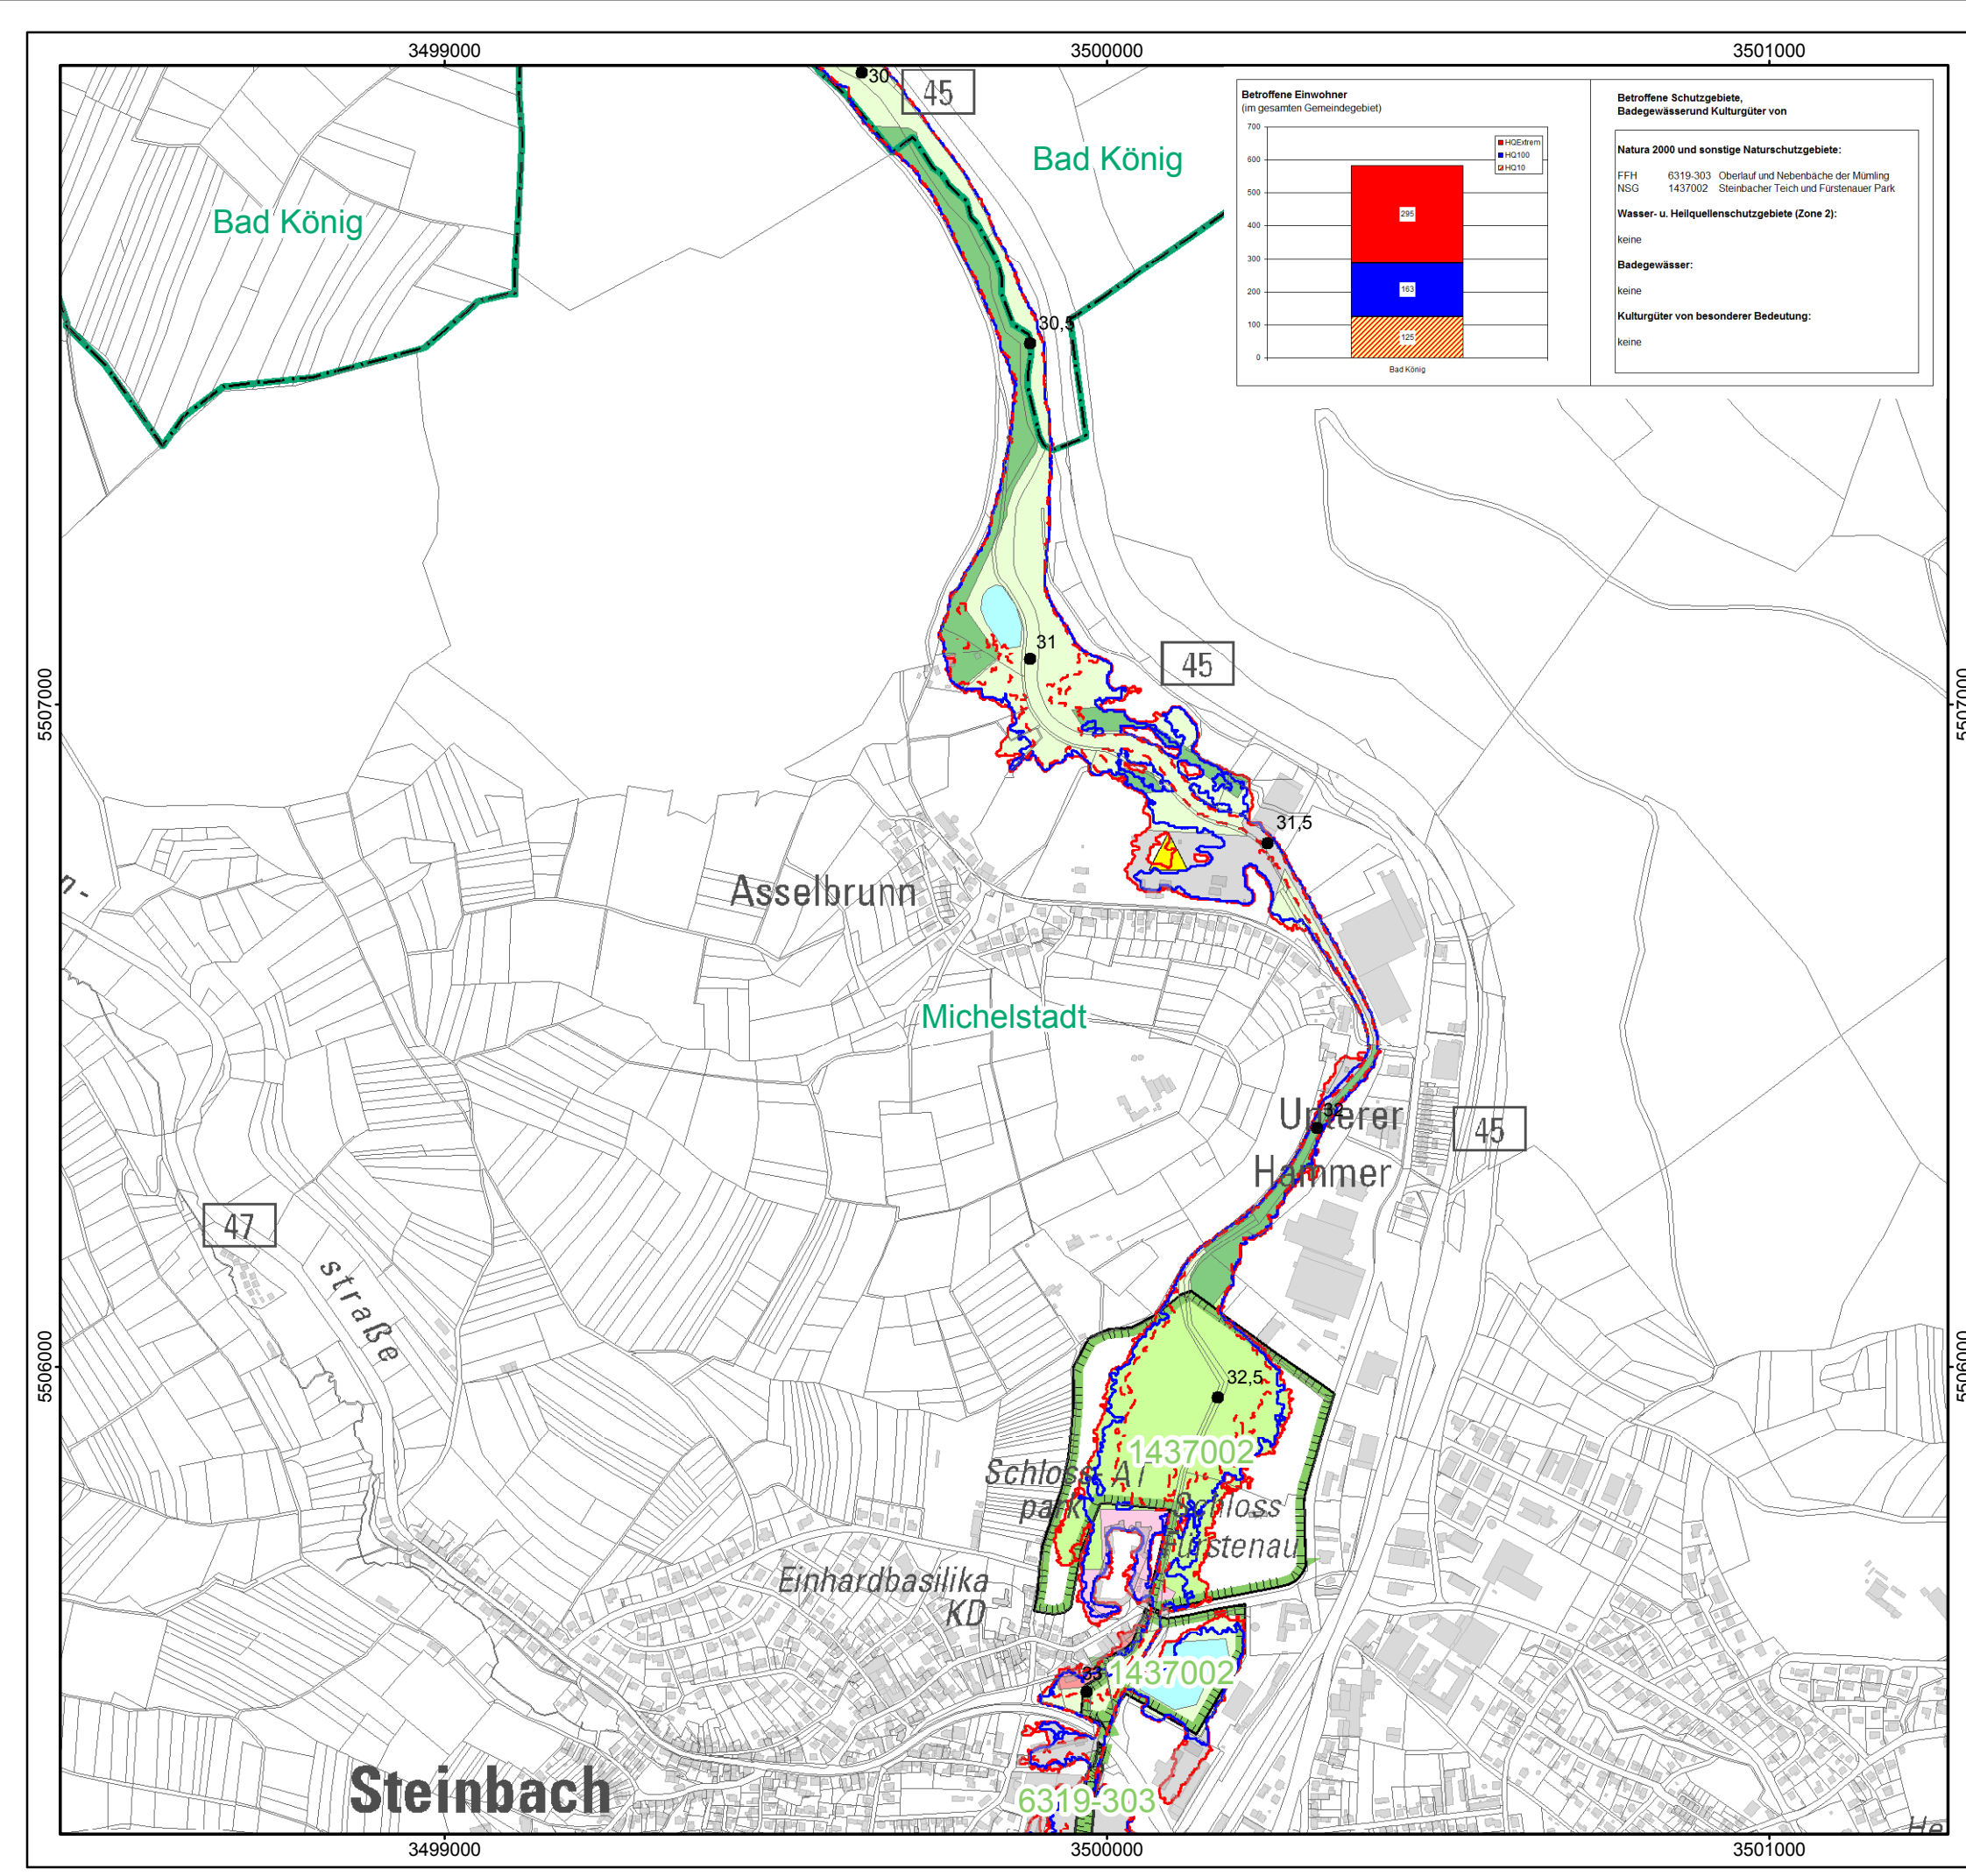 3499000
3500000
3501000
30
45
Bad König
Bad König
Betroffene Einwohner
(im gesamten Gemeindegebiet)
700
600
500
400
300
200
100
0
HQExtrem
HQ100
HQ10
295
163
125
Bad König
Betroffene Schutzgebiete,
Badegewässerund Kulturgüter von
Natura 2000 und sonstige Naturschutzgebiete:
FFH 6319-303 Oberlauf und Nebenbäche der Mümling
NSG 1437002 Steinbacher Teich und Fürstenauer Park
Wasser- u. Heilquellenschutzgebiete (Zone 2):
keine
Badegewässer:
keine
Kulturgüter von besonderer Bedeutung:
keine
30,5
31
45
5507000
5507000
31,5
Asselbrunn
n-
Michelstadt
32
Unterer
Hammer
45
47
straße
5506000
5506000
32,5
1437002
Schloss-
park
AT
Schloss
Fürstenau
Einhardbasilika
KD
33
1437002
Steinbach
6319-303
He
3499000
3500000
3501000